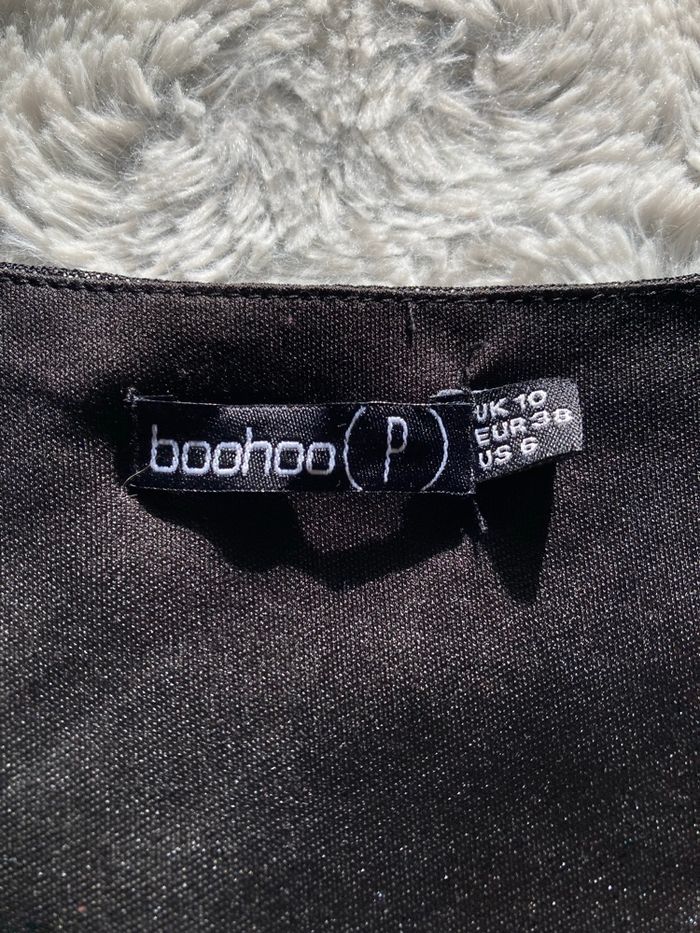 boohoo (P)
UK 10
EUR 38
US 6